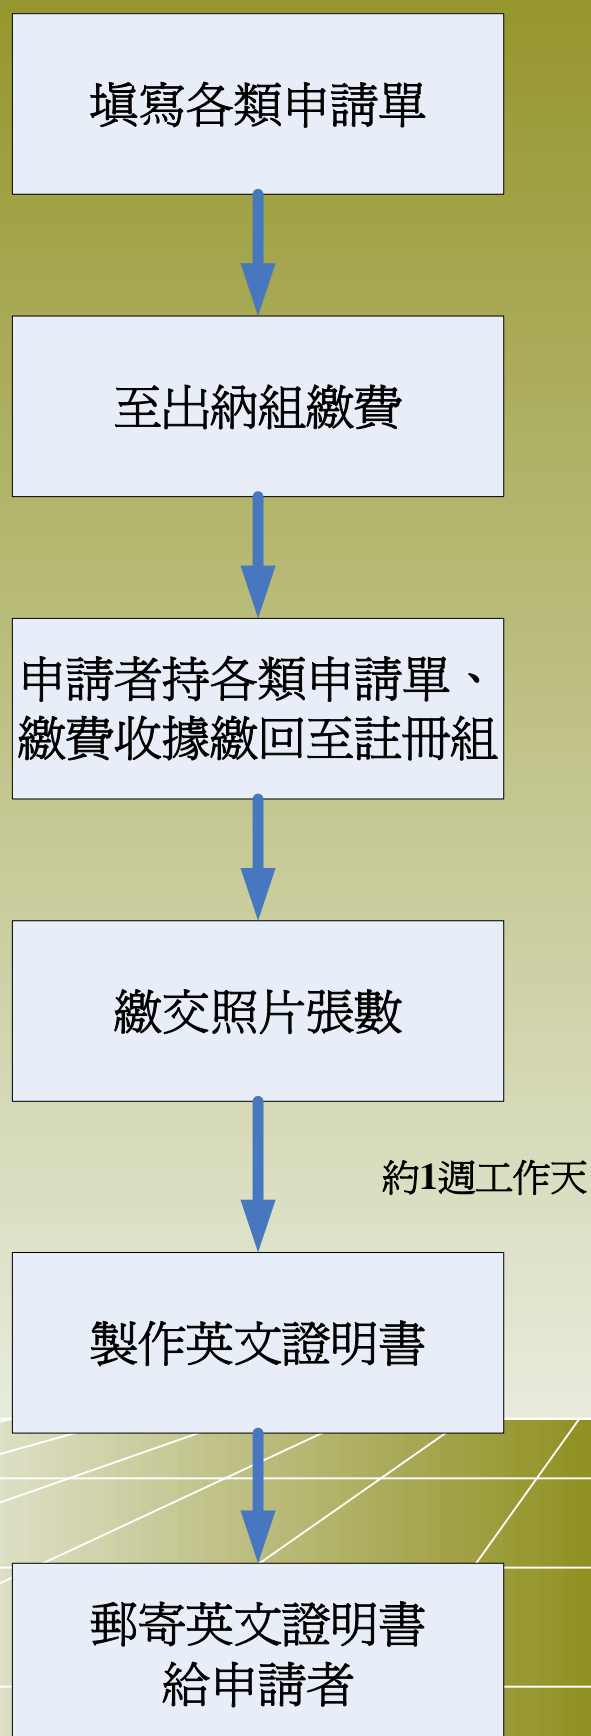 填寫各類申請單
至出納組繳費
申請者持各類申請單、
繳費收據繳回至註冊組
繳交照片張數
約1週工作天
製作英文證明書
郵寄英文證明書
給申請者